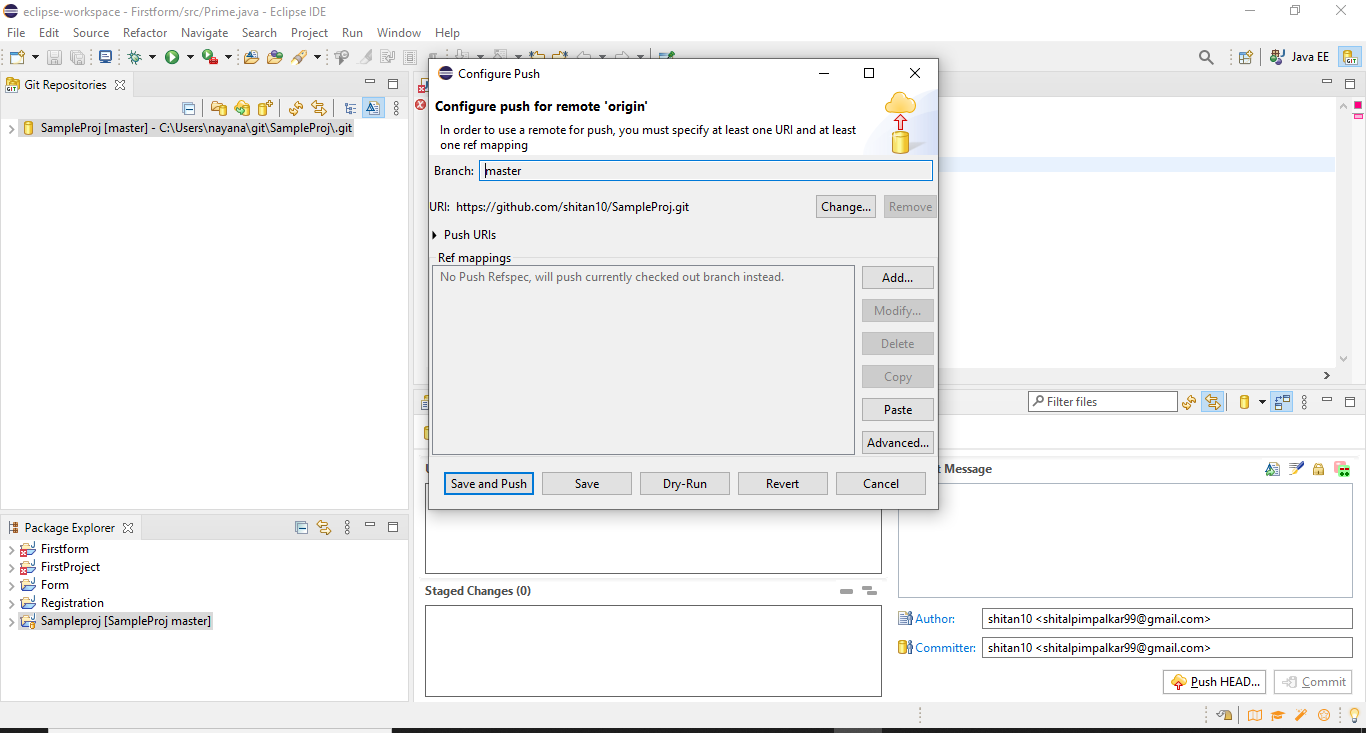 eclipse-workspace - Firstform/src/Prime.java - Eclipse IDE
File Edit Source Refactor Navigate Search Project Run Window Help
Java EE
GIT
Git Repositories
SampleProj [master] - C:\Users\nayana\git\SampleProj\.git
Configure Push
Configure push for remote 'origin'
In order to use a remote for push, you must specify at least one URI and at least
one ref mapping
Branch: master
URI: https://github.com/shitan10/SampleProj.git Change... Remove
Push URIs
Ref mappings
No Push Refspec, will push currently checked out branch instead.
Add...
Modify...
Delete
Copy
Paste
Advanced...
Save and Push Save Dry-Run Revert Cancel
Filter files
Message
Package Explorer
Firstform
FirstProject
Form
Registration
Sampleproj [SampleProj master]
Staged Changes (0)
Author: shitan10 <shitalpimpalkar99@gmail.com>
Committer: shitan10 <shitalpimpalkar99@gmail.com>
Push HEAD... Commit